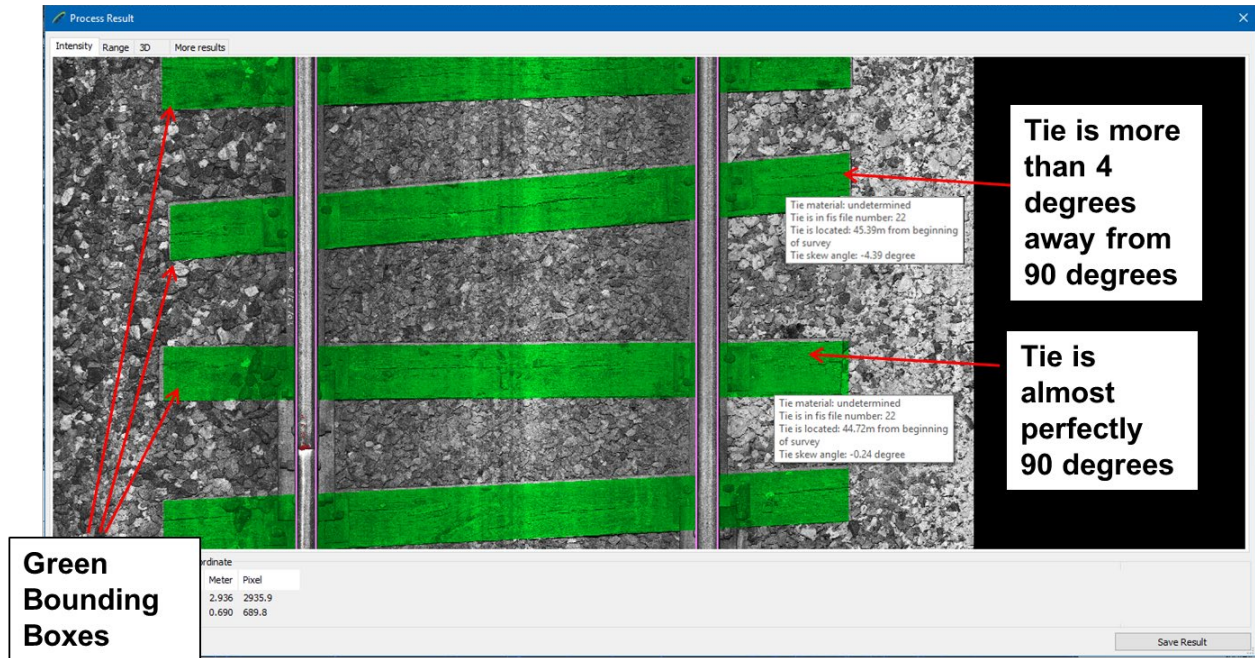 Process Result
Intensity Range 3D More results
Tie is more
than 4
degrees
away from
90 degrees
Tie material: undetermined
Tie is in fis file number: 22
Tie is located: 45.39m from beginning
of survey
Tie skew angle: -4.39 degree
Tie is
almost
perfectly
90 degrees
Tie material: undetermined
Tie is in fis file number: 22
Tie is located: 44.72m from beginning
of survey
Tie skew angle: -0.24 degree
Green
Bounding
Boxes
Meter Pixel
2.936 2935.9
0.690 689.8
Save Result